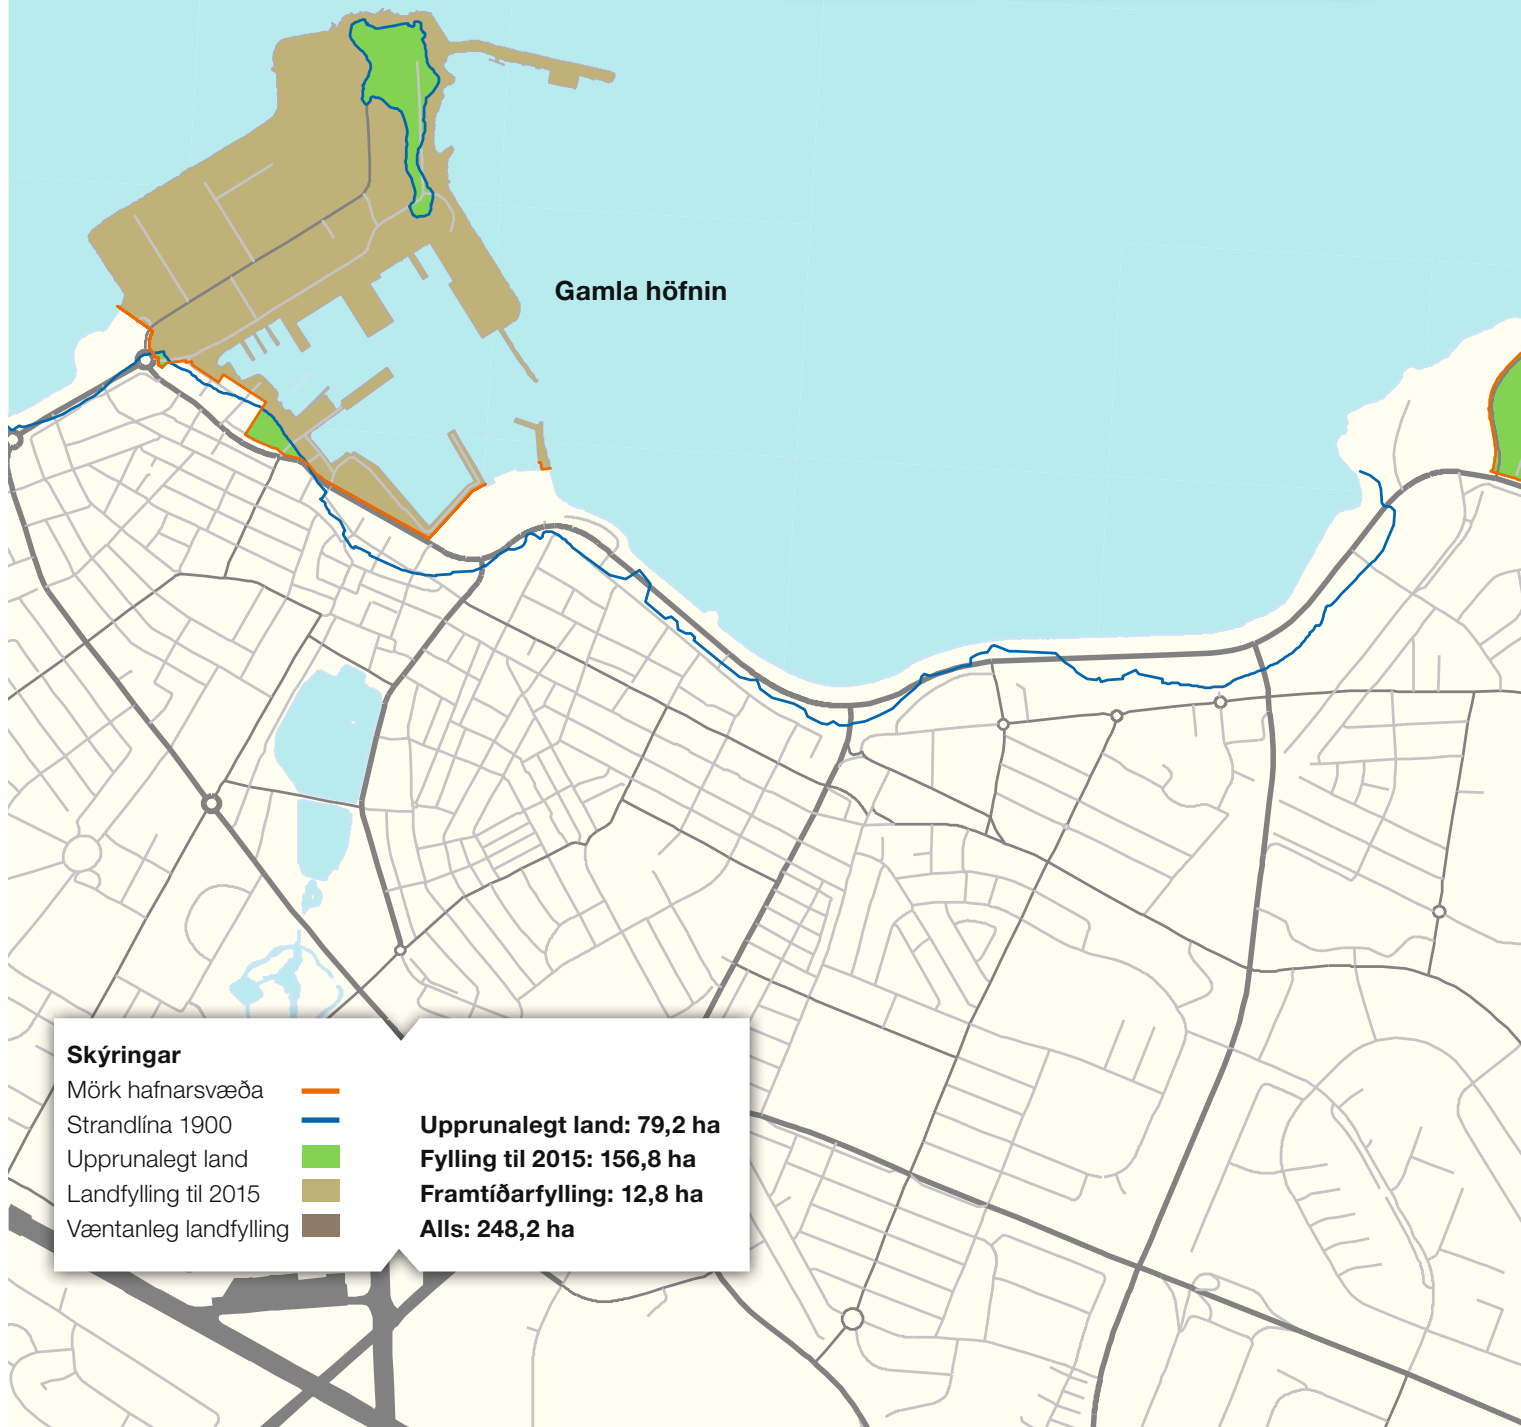 Gamla höfnin
Skýringar
Mörk hafnarsvæða
Strandlína 1900
Upprunalegt land
Landfylling til 2015
Væntanleg landfylling
Upprunalegt land: 79,2 ha
Fylling til 2015: 156,8 ha
Framtíðarfylling: 12,8 ha
Alls: 248,2 ha